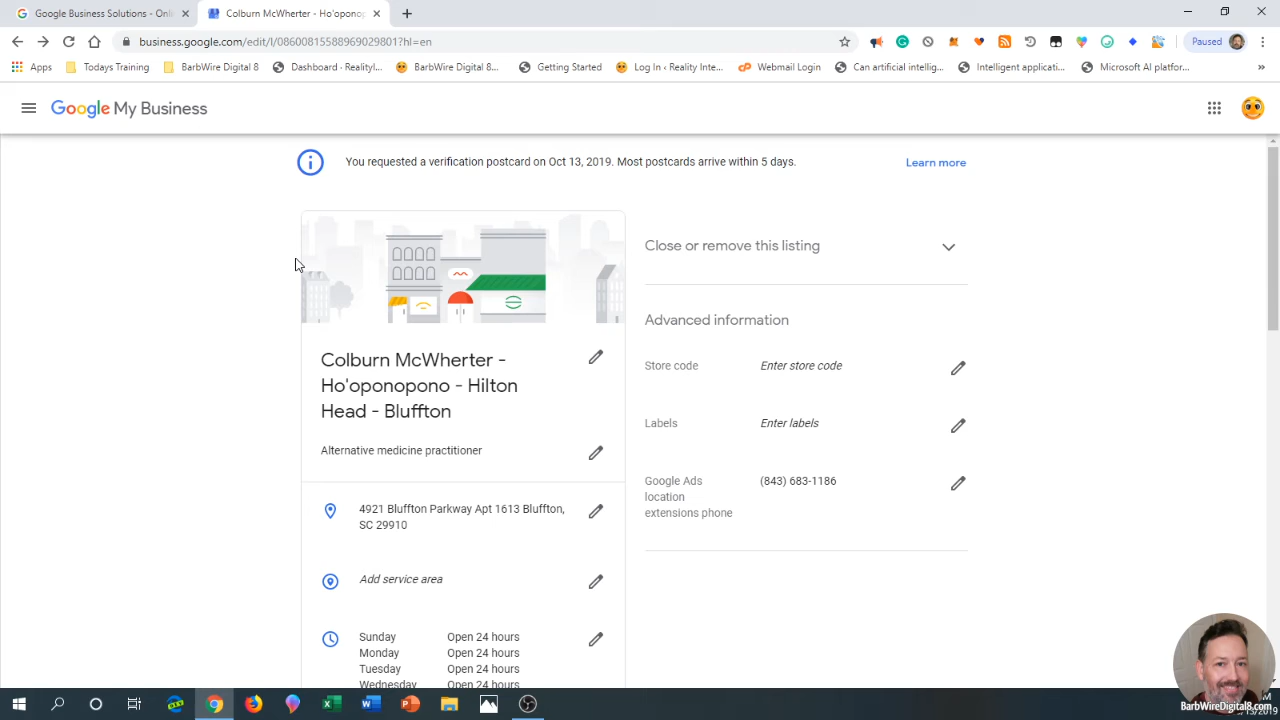 Google Business Solutions - Onli
Colburn McWherter - Ho'oponopo
business.google.com/edit/l/08600815588969029801?hl=en
Paused
Apps
Todays Training
BarbWire Digital 8
Dashboard - RealityI...
BarbWire Digital 8...
Getting Started
Log In ‹ Reality Inte...
Webmail Login
Can artificial intellig...
Intelligent applicati...
Microsoft AI platfor...
»
Google My Business
You requested a verification postcard on Oct 13, 2019. Most postcards arrive within 5 days.
Learn more
Colburn McWherter -
Ho'oponopono - Hilton
Head - Bluffton
Alternative medicine practitioner
4921 Bluffton Parkway Apt 1613 Bluffton,
SC 29910
Add service area
Sunday Open 24 hours
Monday Open 24 hours
Tuesday Open 24 hours
Wednesday Open 24 hours
Close or remove this listing
Advanced information
Store code Enter store code
Labels Enter labels
Google Ads
location
extensions phone
(843) 683-1186
BarbWireDigital8.com